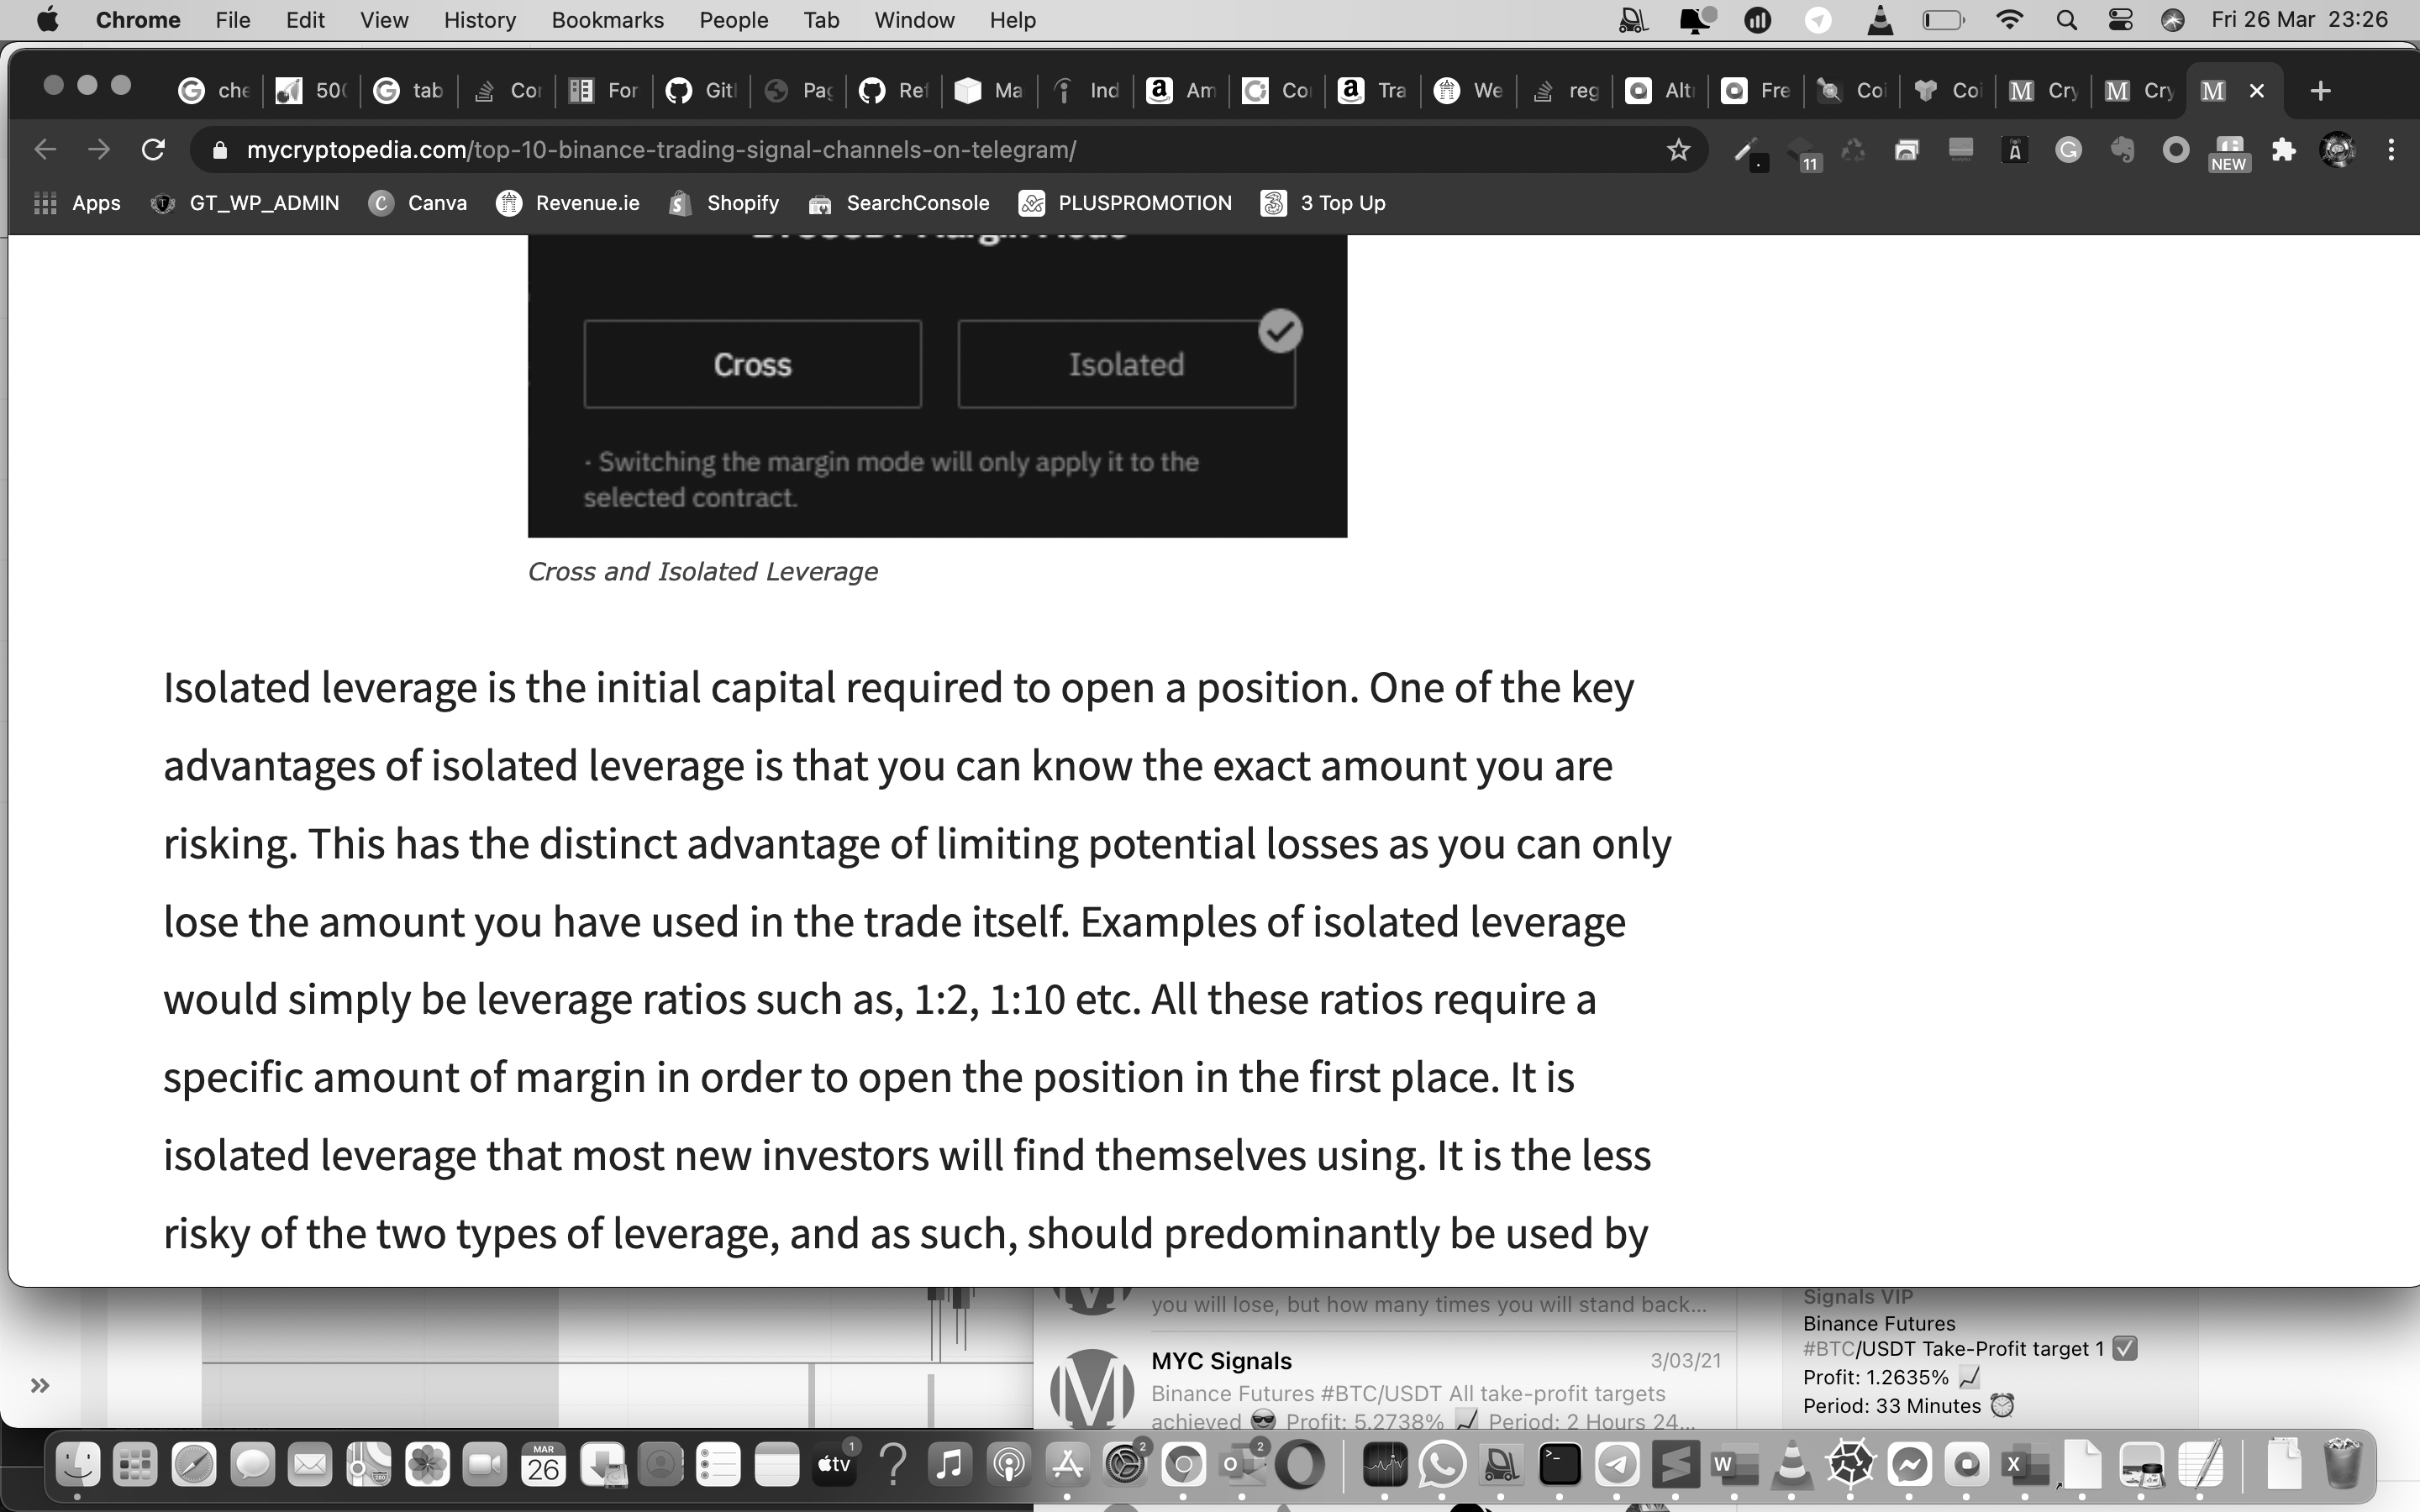 Chrome File Edit View History Bookmarks People Tab Window Help Fri 26 Mar 23:26
che 50 tab Cor For Git Pag Ref Ma Ind Am Co Tra We reg Alt Fre Coi Coi Cry Cry
mycryptopedia.com/top-10-binance-trading-signal-channels-on-telegram/ 11 NEW
Apps GT_WP_ADMIN Canva Revenue.ie Shopify SearchConsole PLUSPROMOTION 3 Top Up
Cross Isolated
· Switching the margin mode will only apply it to the
selected contract.
Cross and Isolated Leverage
Isolated leverage is the initial capital required to open a position. One of the key
advantages of isolated leverage is that you can know the exact amount you are
risking. This has the distinct advantage of limiting potential losses as you can only
lose the amount you have used in the trade itself. Examples of isolated leverage
would simply be leverage ratios such as, 1:2, 1:10 etc. All these ratios require a
specific amount of margin in order to open the position in the first place. It is
isolated leverage that most new investors will find themselves using. It is the less
risky of the two types of leverage, and as such, should predominantly be used by
you will lose, but how many times you will stand back...
MYC Signals 3/03/21
Binance Futures #BTC/USDT All take-profit targets
achieved 😎 Profit: 5.2738% 📈 Period: 2 Hours 24...
Signals VIP
Binance Futures
#BTC/USDT Take-Profit target 1 ✅
Profit: 1.2635% 📈
Period: 33 Minutes ⏰
MAR
26
tv 1 2 2